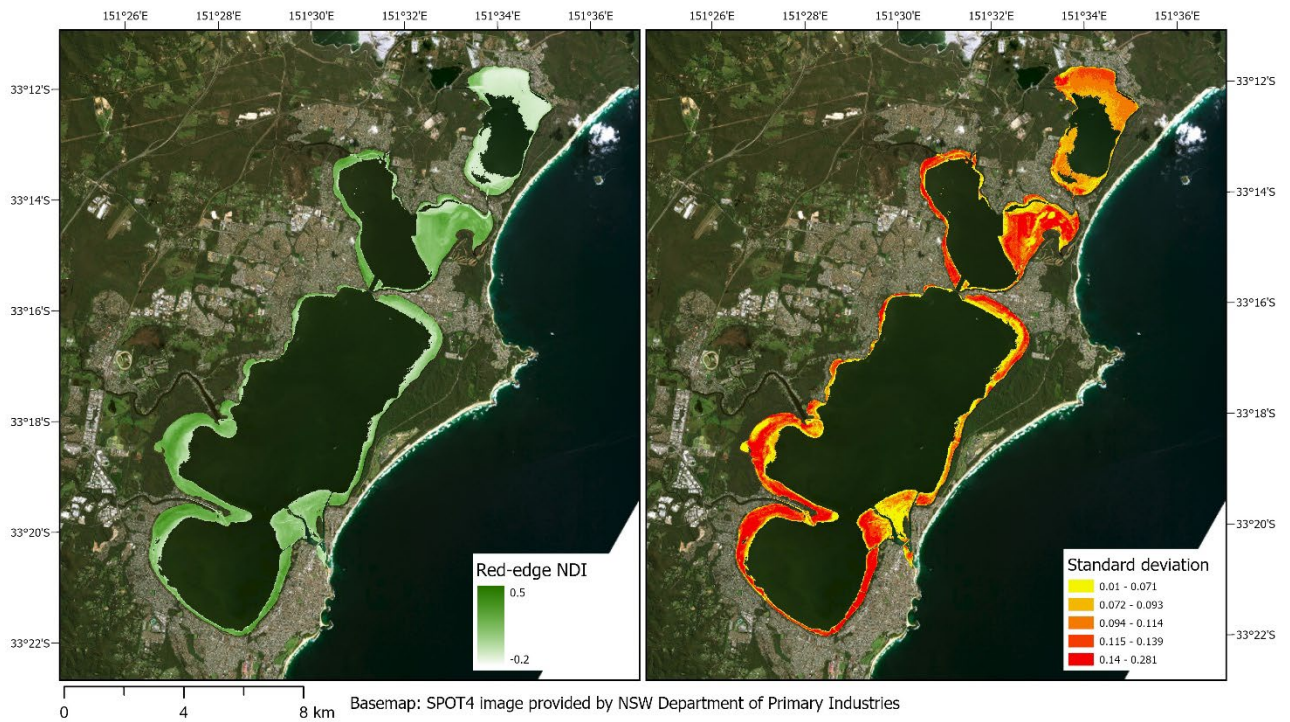 151°26'E 151°28'E 151°30'E 151°32'E 151°34'E 151°36'E
151°26'E 151°28'E 151°30'E 151°32'E 151°34'E 151°36'E
33°12'S
33°14'S
33°16'S
33°18'S
33°20'S
33°22'S
Red-edge NDI
0.5
-0.2
Standard deviation
0.01 - 0.071
0.072 - 0.093
0.094 - 0.114
0.115 - 0.139
0.14 - 0.281
33°12'S
33°14'S
33°16'S
33°18'S
33°20'S
33°22'S
0 4 8 km
Basemap: SPOT4 image provided by NSW Department of Primary Industries